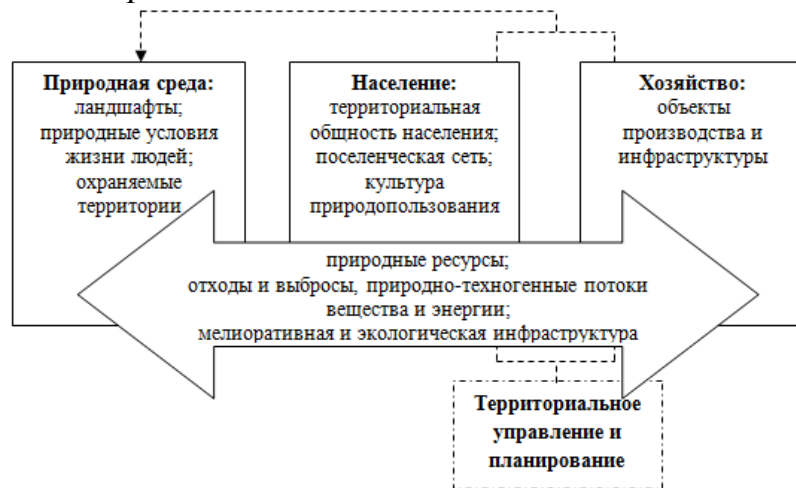 Природная среда:
ландшафты;
природные условия
жизни людей;
охраняемые
территории
Население:
территориальная
общность населения;
поселенческая сеть;
культура
природопользования
Хозяйство:
объекты
производства и
инфраструктуры
природные ресурсы;
отходы и выбросы, природно-техногенные потоки
вещества и энергии;
мелиоративная и экологическая инфраструктура
Территориальное
управление и
планирование